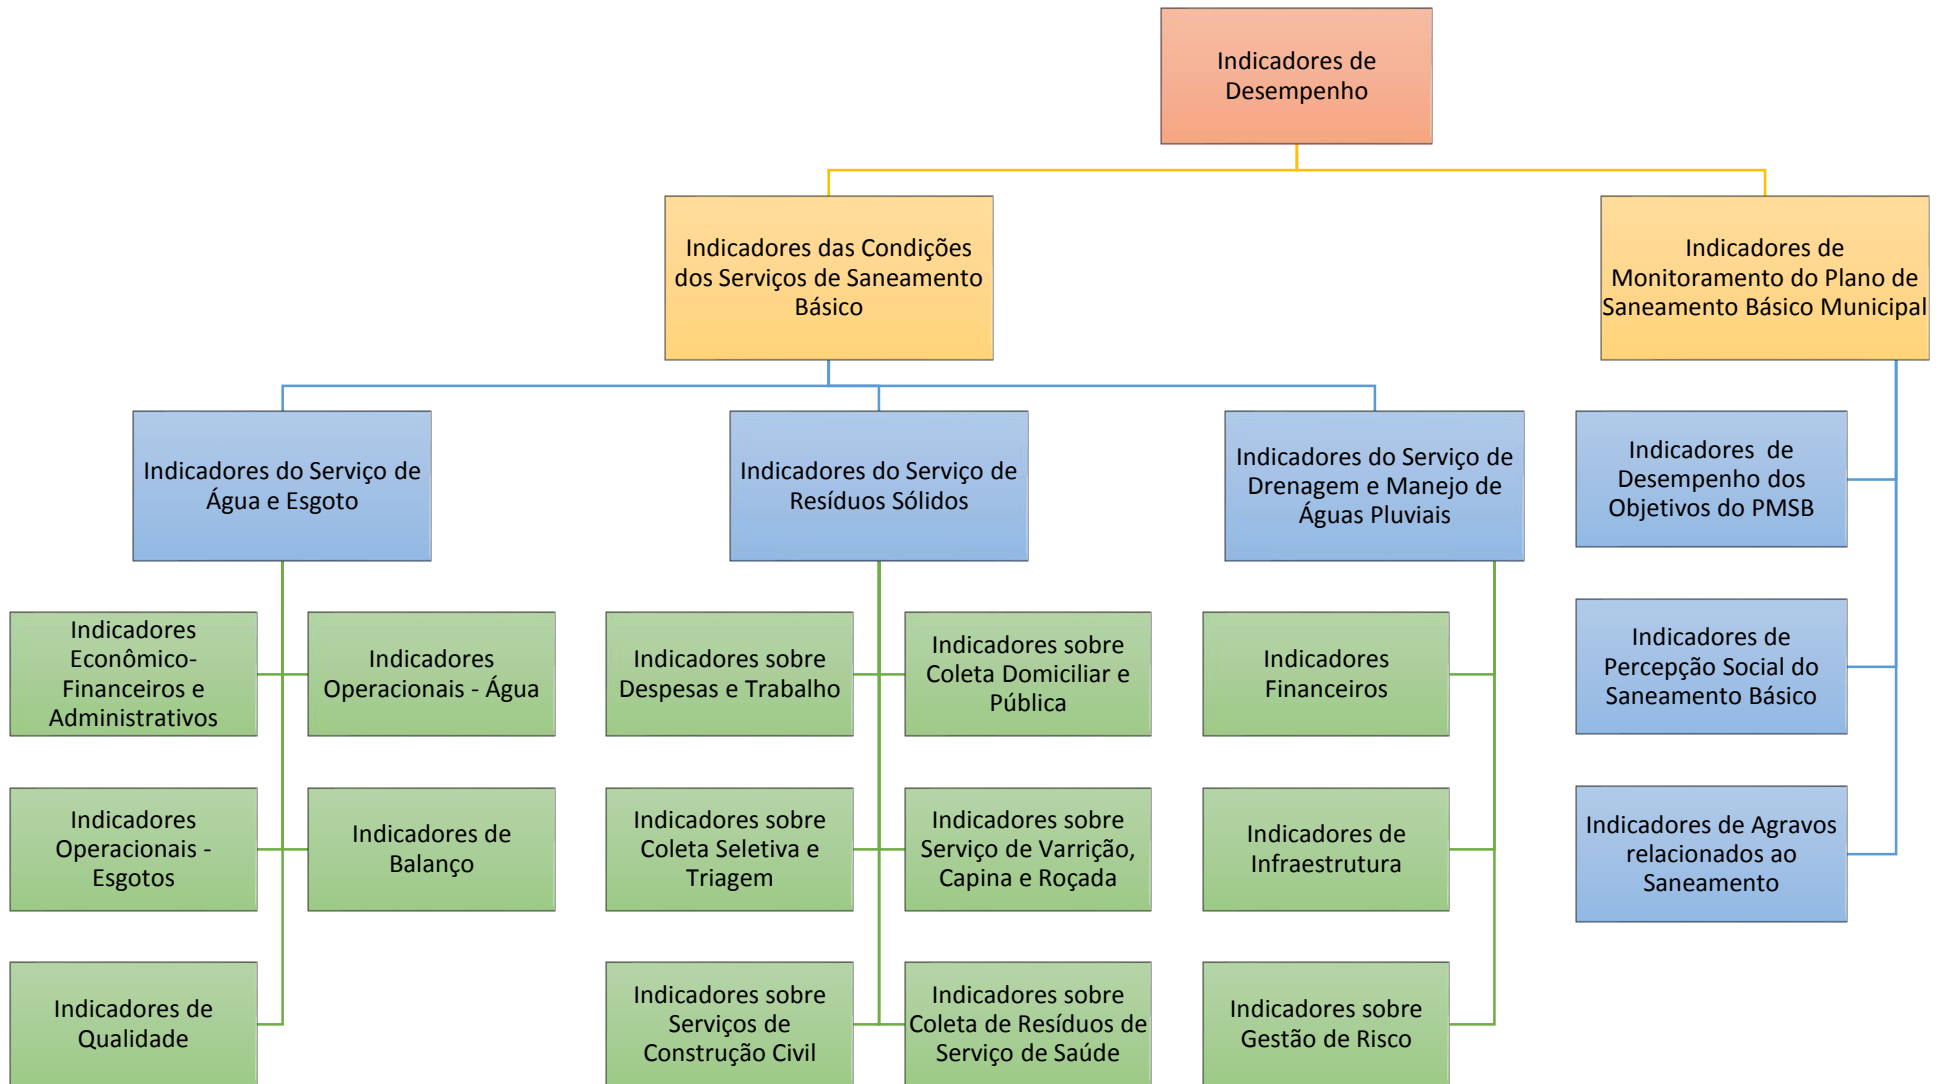 Indicadores de
Desempenho
Indicadores das Condições
dos Serviços de Saneamento
Básico
Indicadores de
Monitoramento do Plano de
Saneamento Básico Municipal
Indicadores do Serviço de
Água e Esgoto
Indicadores do Serviço de
Resíduos Sólidos
Indicadores do Serviço de
Drenagem e Manejo de
Águas Pluviais
Indicadores de
Desempenho dos
Objetivos do PMSB
Indicadores
Econômico-
Financeiros e
Administrativos
Indicadores
Operacionais - Água
Indicadores sobre
Despesas e Trabalho
Indicadores sobre
Coleta Domiciliar e
Pública
Indicadores
Financeiros
Indicadores de
Percepção Social do
Saneamento Básico
Indicadores
Operacionais -
Esgotos
Indicadores de
Balanço
Indicadores sobre
Coleta Seletiva e
Triagem
Indicadores sobre
Serviço de Varrição,
Capina e Roçada
Indicadores de
Infraestrutura
Indicadores de Agravos
relacionados ao
Saneamento
Indicadores de
Qualidade
Indicadores sobre
Serviços de
Construção Civil
Indicadores sobre
Coleta de Resíduos de
Serviço de Saúde
Indicadores sobre
Gestão de Risco